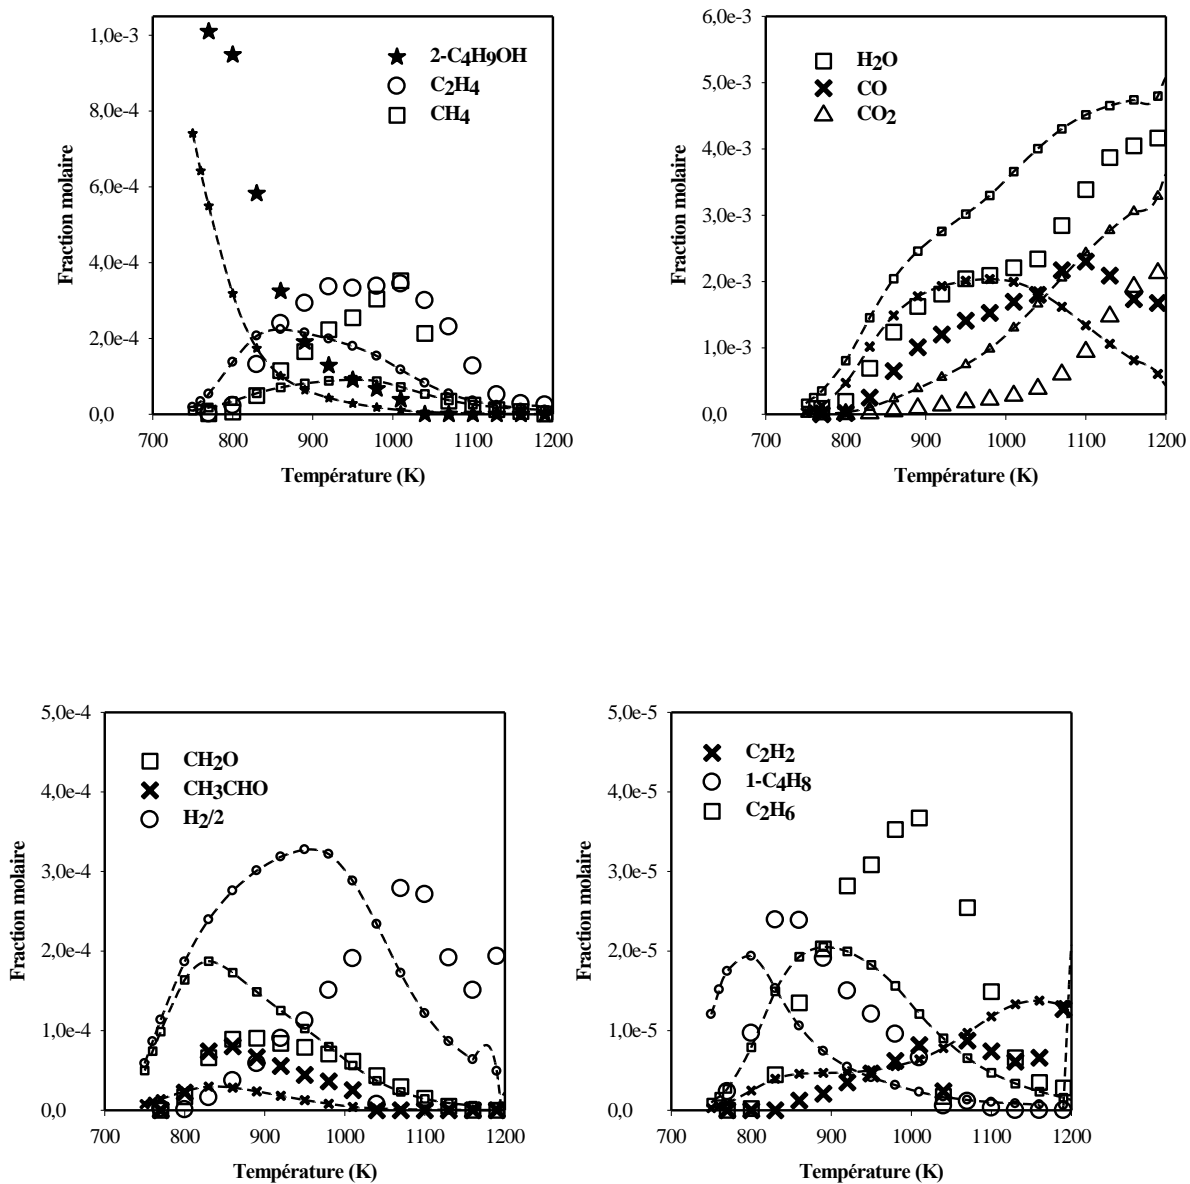 1,0e-3
8,0e-4
6,0e-4
4,0e-4
2,0e-4
0,0
Fraction molaire
2-C4H9OH
C2H4
CH4
700 800 900 1000 1100 1200
Température (K)
6,0e-3
5,0e-3
4,0e-3
3,0e-3
2,0e-3
1,0e-3
0,0
Fraction molaire
H2O
CO
CO2
700 800 900 1000 1100 1200
Température (K)
5,0e-4
4,0e-4
3,0e-4
2,0e-4
1,0e-4
0,0
Fraction molaire
CH2O
CH3CHO
H2/2
700 800 900 1000 1100 1200
Température (K)
5,0e-5
4,0e-5
3,0e-5
2,0e-5
1,0e-5
0,0
Fraction molaire
C2H2
1-C4H8
C2H6
700 800 900 1000 1100 1200
Température (K)